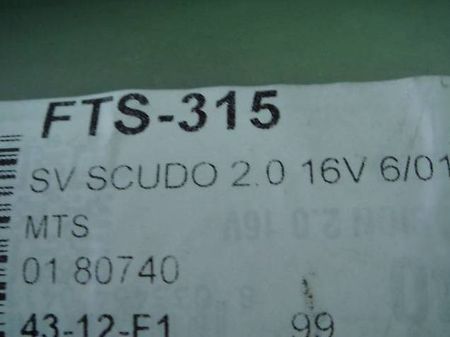 FTS-315
SV SCUDO 2.0 16V 6/01
MTS
01 80740
43-12-F1 99